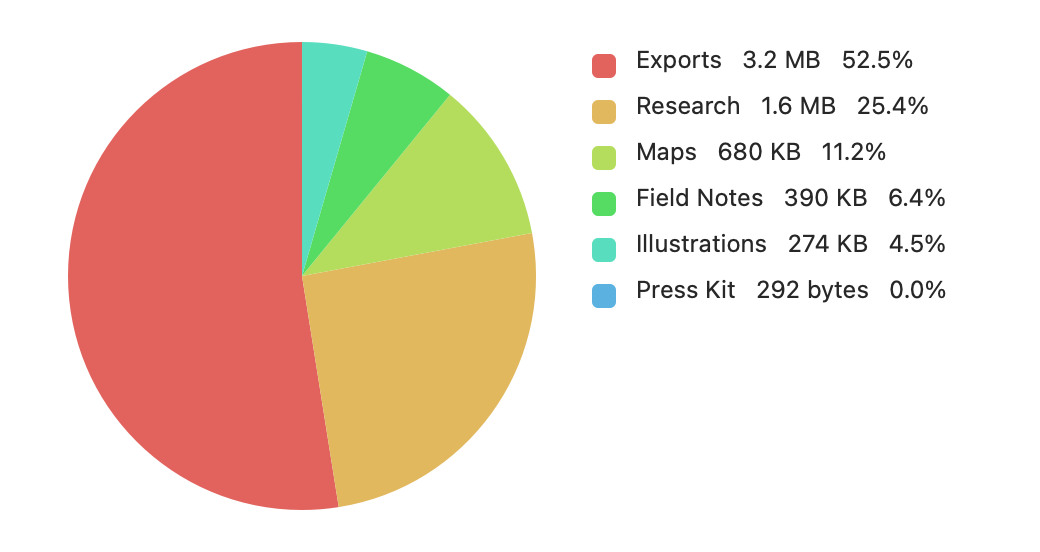 Exports 3.2 MB 52.5%
Research 1.6 MB 25.4%
Maps 680 KB 11.2%
Field Notes 390 KB 6.4%
Illustrations 274 KB 4.5%
Press Kit 292 bytes 0.0%